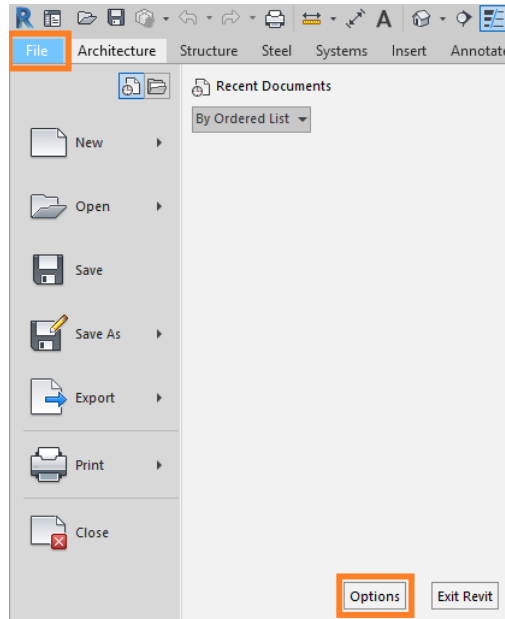 R
A
File Architecture Structure Steel Systems Insert Annotate
Recent Documents
By Ordered List
New
Open
Save
Save As
Export
Print
Close
Options Exit Revit